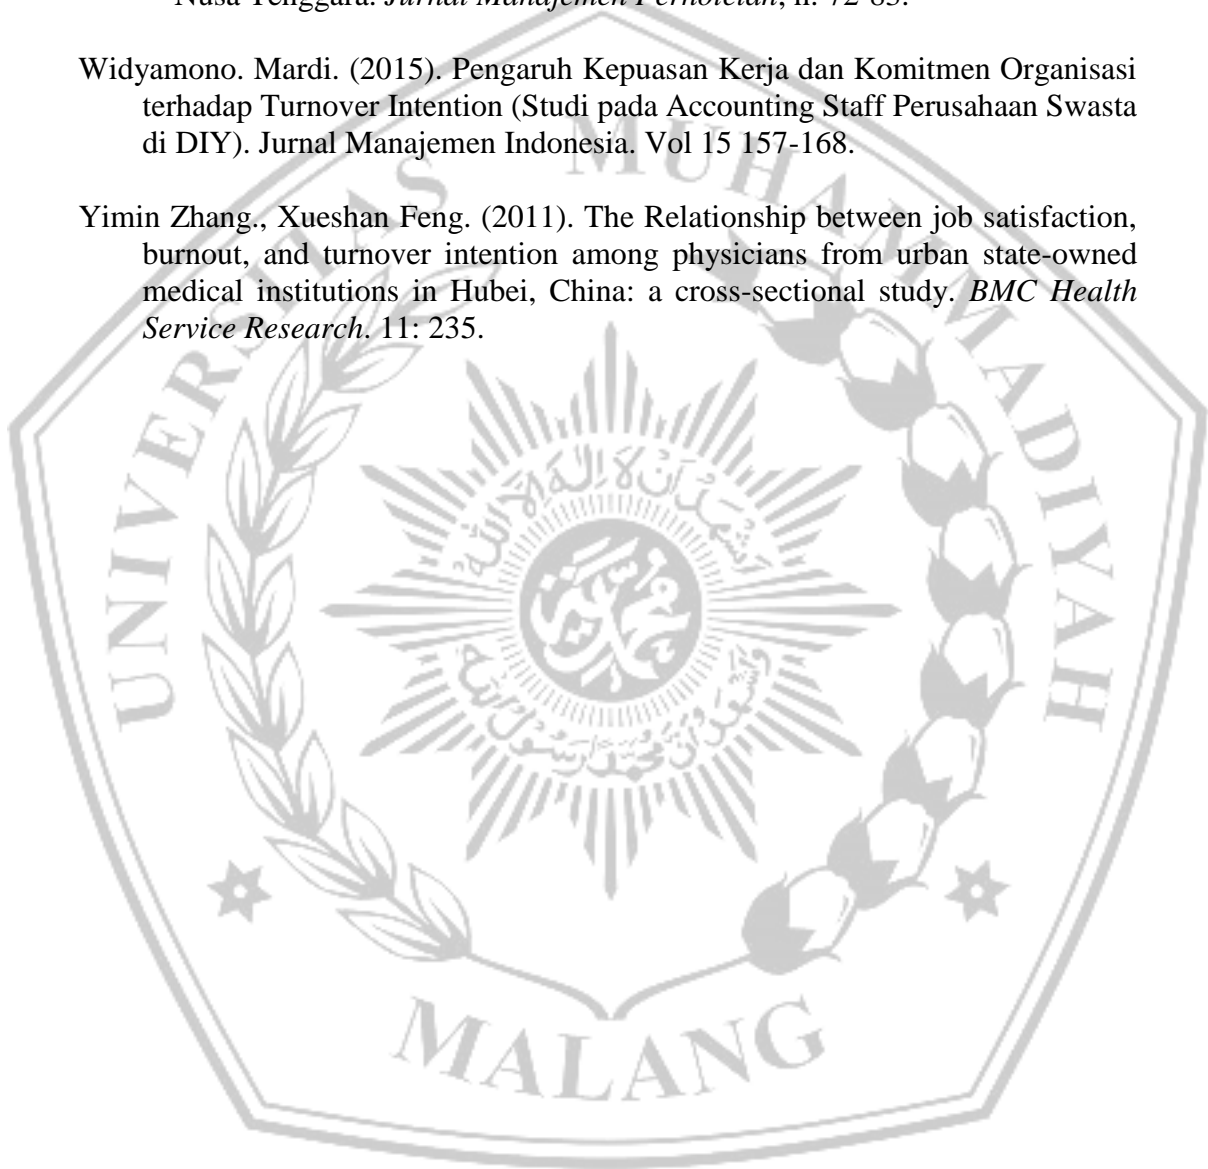 Nusa Tenggara. Jurnal Manajemen Perhotelan, h. 72-83.
Widyamono. Mardi. (2015). Pengaruh Kepuasan Kerja dan Komitmen Organisasi
terhadap Turnover Intention (Studi pada Accounting Staff Perusahaan Swasta
di DIY). Jurnal Manajemen Indonesia. Vol 15 157-168.
Yimin Zhang., Xueshan Feng. (2011). The Relationship between job satisfaction,
burnout, and turnover intention among physicians from urban state-owned
medical institutions in Hubei, China: a cross-sectional study. BMC Health
Service Research. 11: 235.
UNIVERSITAS MUHAMMADIYAH
MALANG